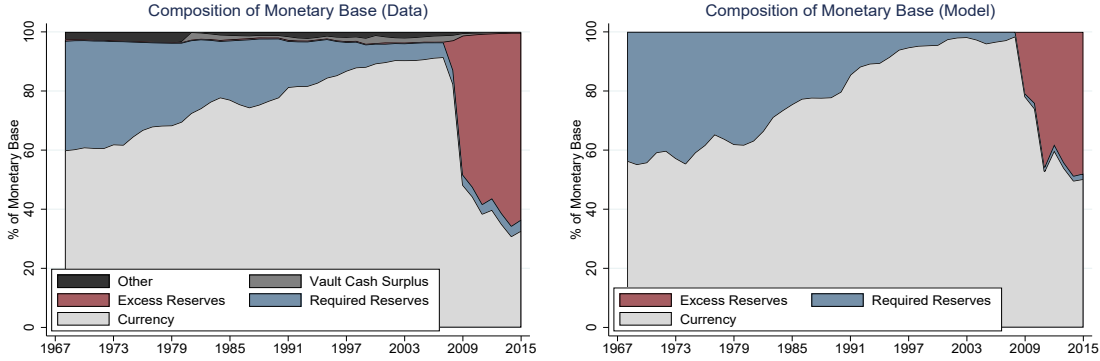 Composition of Monetary Base (Data)
% of Monetary Base
100
80
60
40
20
0
Other
Vault Cash Surplus
Excess Reserves
Required Reserves
Currency
1967 1973 1979 1985 1991 1997 2003 2009 2015
Composition of Monetary Base (Model)
% of Monetary Base
100
80
60
40
20
0
Excess Reserves
Required Reserves
Currency
1967 1973 1979 1985 1991 1997 2003 2009 2015